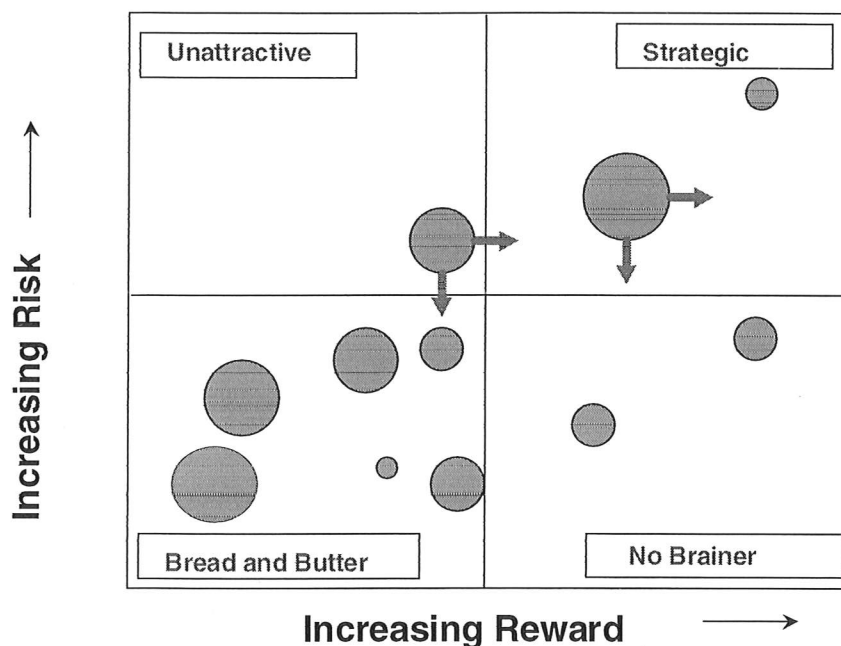 Unattractive
Strategic
Increasing Risk
Bread and Butter
No Brainer
Increasing Reward